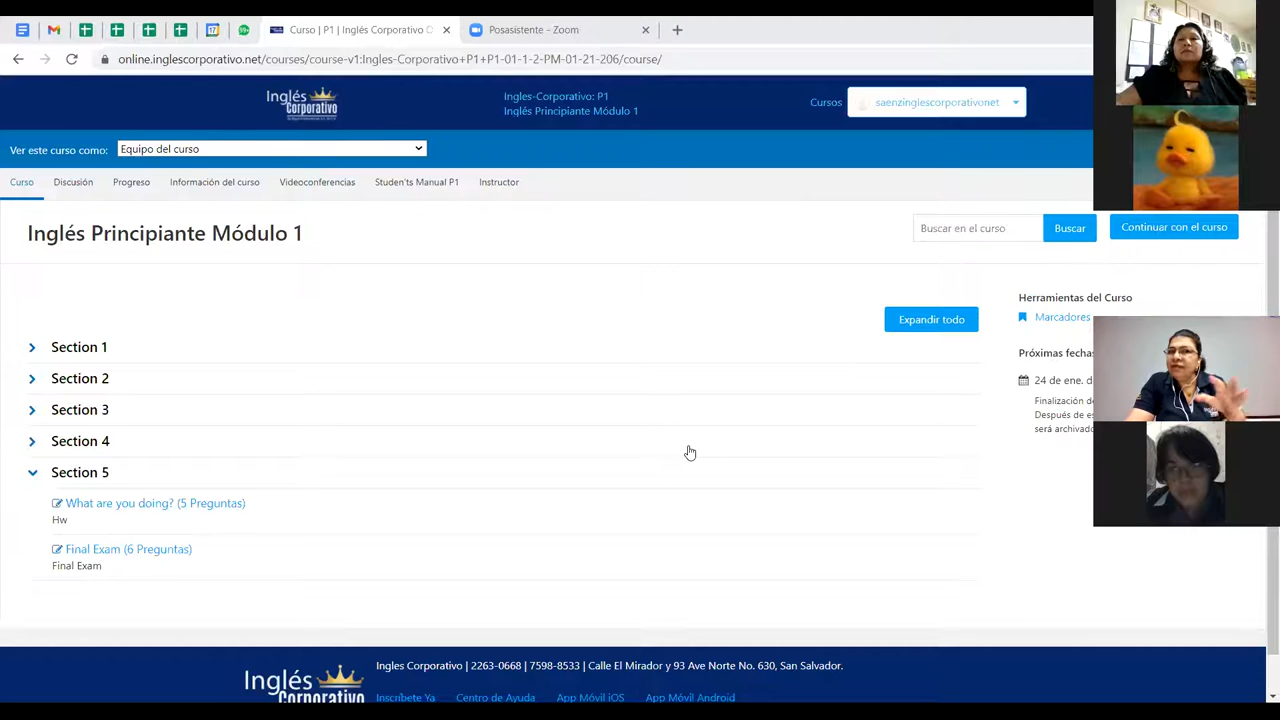 Curso | P1 | Inglés Corporativo O
Posasistente - Zoom
online.inglescorporativo.net/courses/course-v1:Ingles-Corporativo+P1+P1-01-1-2-PM-01-21-206/course/
Inglés
Corporativo
Ingles-Corporativo: P1
Inglés Principiante Módulo 1
Cursos
saenzinglescorporativonet
Ver este curso como:
Equipo del curso
Curso
Discusión
Progreso
Información del curso
Videoconferencias
Studen'ts Manual P1
Instructor
Inglés Principiante Módulo 1
Buscar en el curso
Buscar
Continuar con el curso
Expandir todo
Section 1
Section 2
Section 3
Section 4
Section 5
What are you doing? (5 Preguntas)
Hw
Final Exam (6 Preguntas)
Final Exam
Herramientas del Curso
Marcadores
Próximas fechas
24 de ene. d
Finalización de
Después de es
será archivado
Inglés
Corporativo
Ingles Corporativo | 2263-0668 | 7598-8533 | Calle El Mirador y 93 Ave Norte No. 630, San Salvador.
Inscríbete Ya
Centro de Ayuda
App Móvil iOS
App Móvil Android